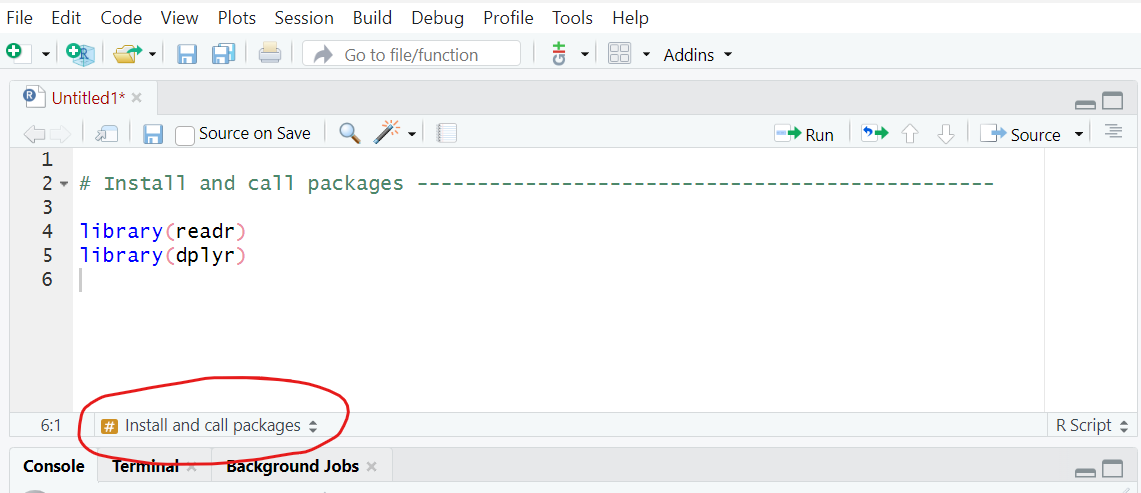 File Edit Code View Plots Session Build Debug Profile Tools Help
Go to file/function Git Addins
Untitled1*
Source on Save Run Source
1
2 # Install and call packages ------------------------------------------------
3
4 library(readr)
5 library(dplyr)
6
6:1 # Install and call packages R Script
Console Terminal Background Jobs